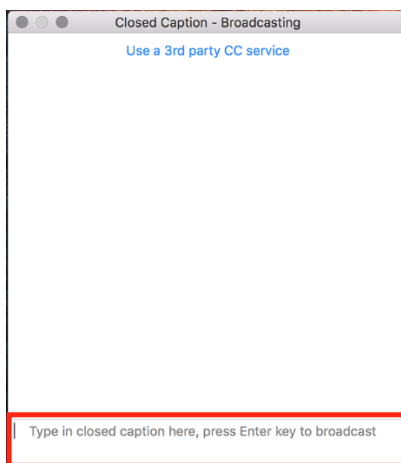 Closed Caption - Broadcasting
Use a 3rd party CC service
Type in closed caption here, press Enter key to broadcast